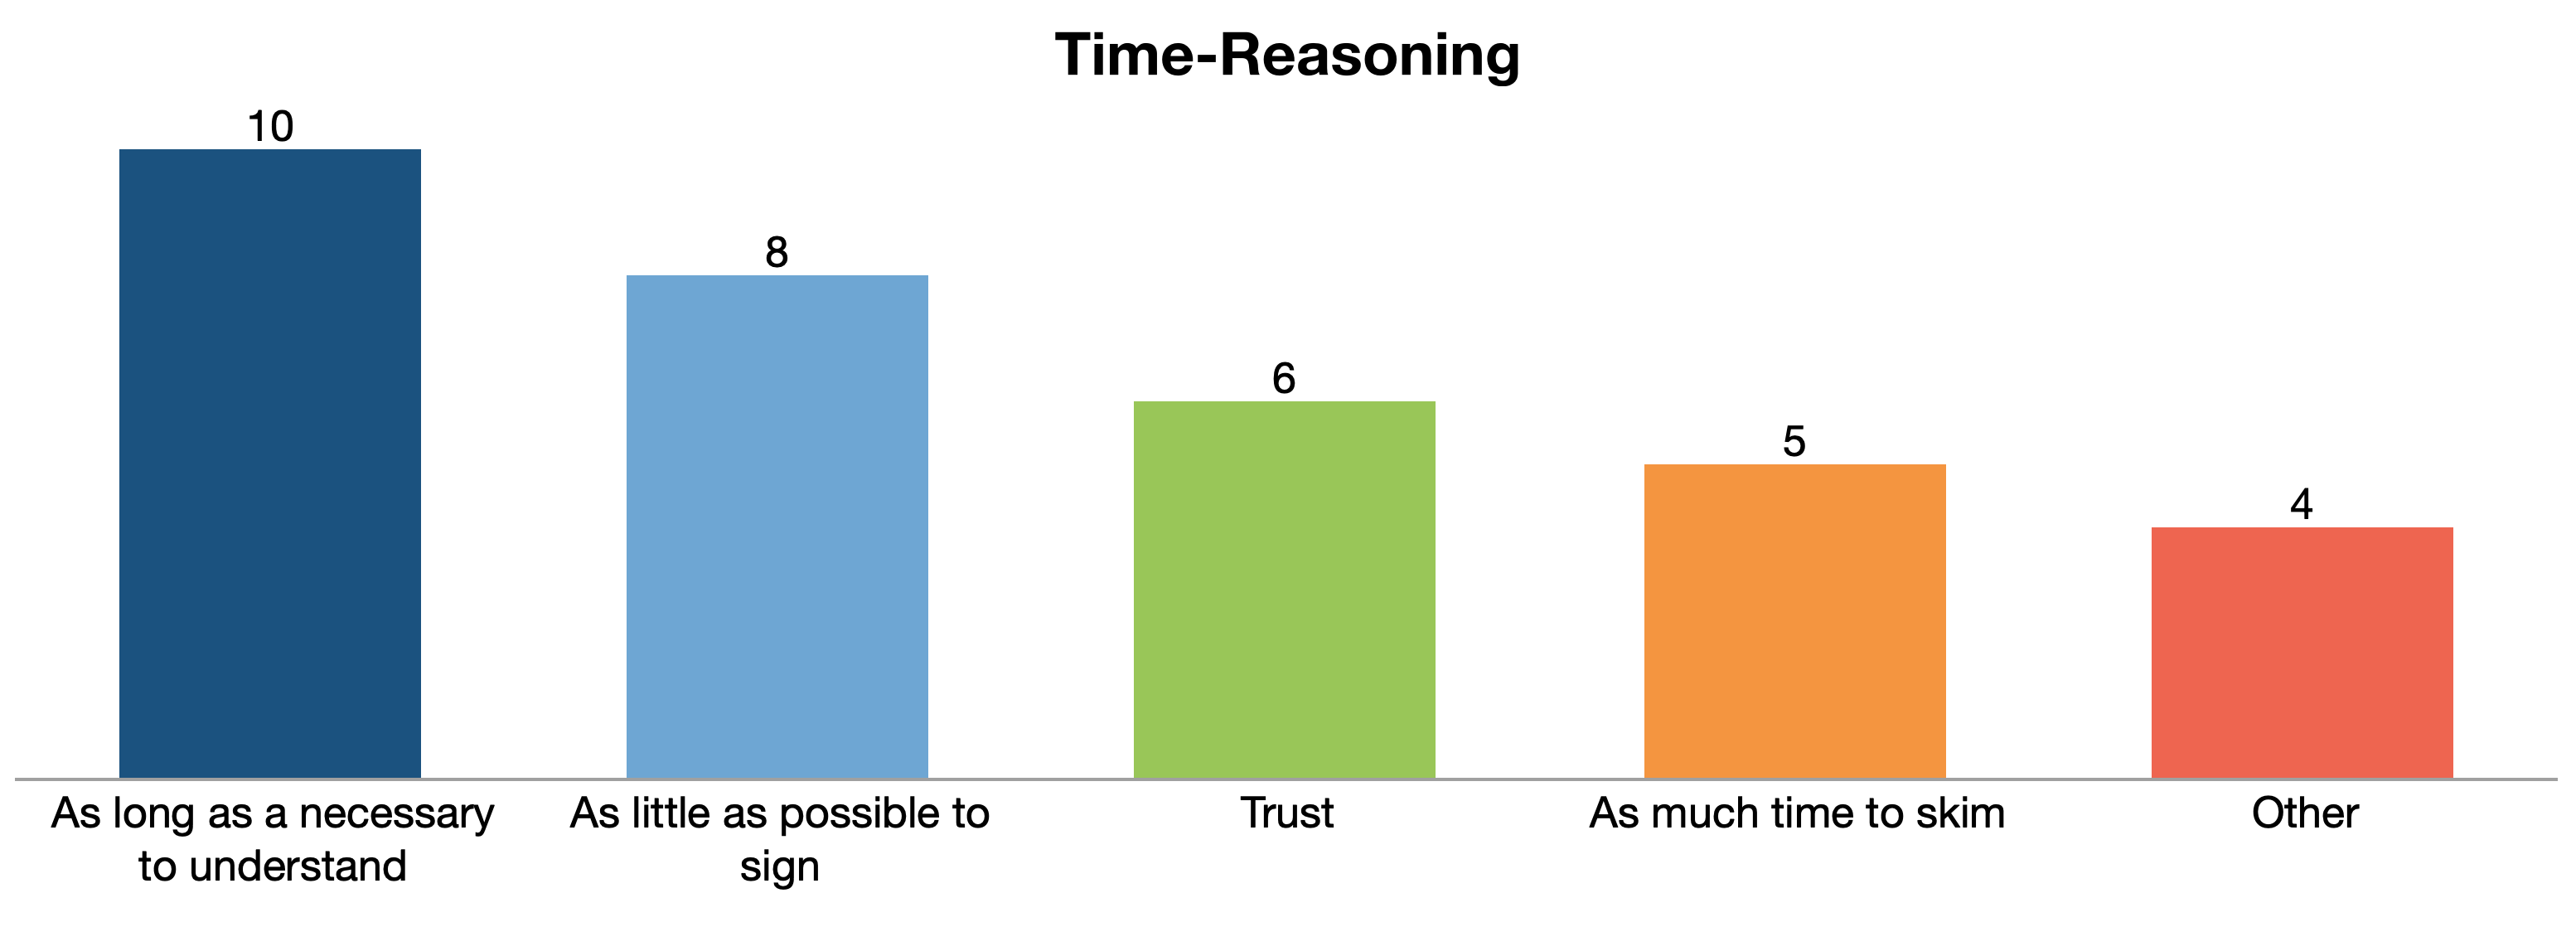 Time-Reasoning
10
8
6
5
4
As long as a necessary
to understand
As little as possible to
sign
Trust
As much time to skim
Other